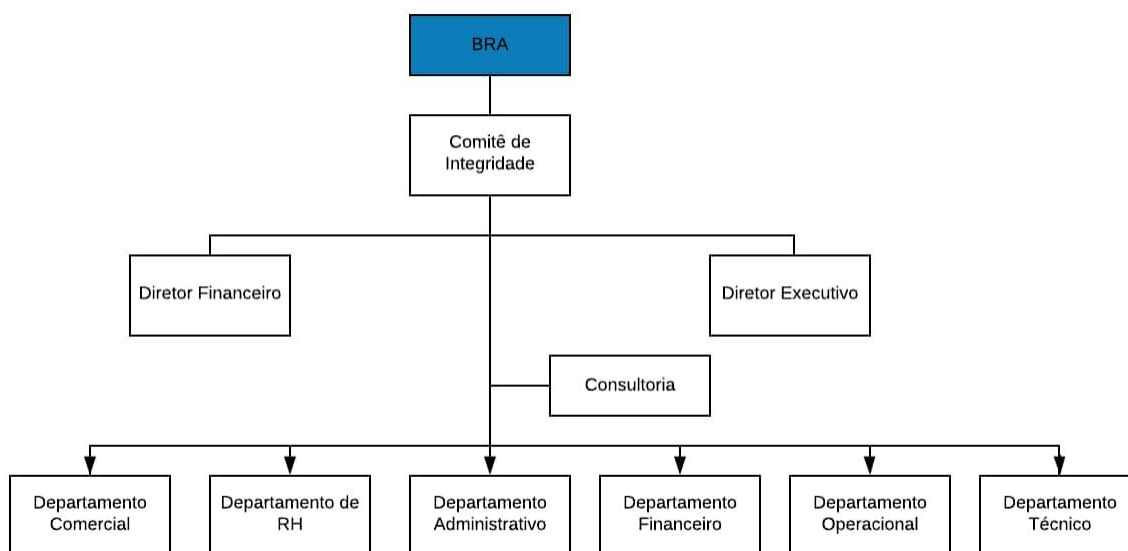 BRA
Comitê de
Integridade
Diretor Financeiro
Diretor Executivo
Consultoria
Departamento
Comercial
Departamento de
RH
Departamento
Administrativo
Departamento
Financeiro
Departamento
Operacional
Departamento
Técnico